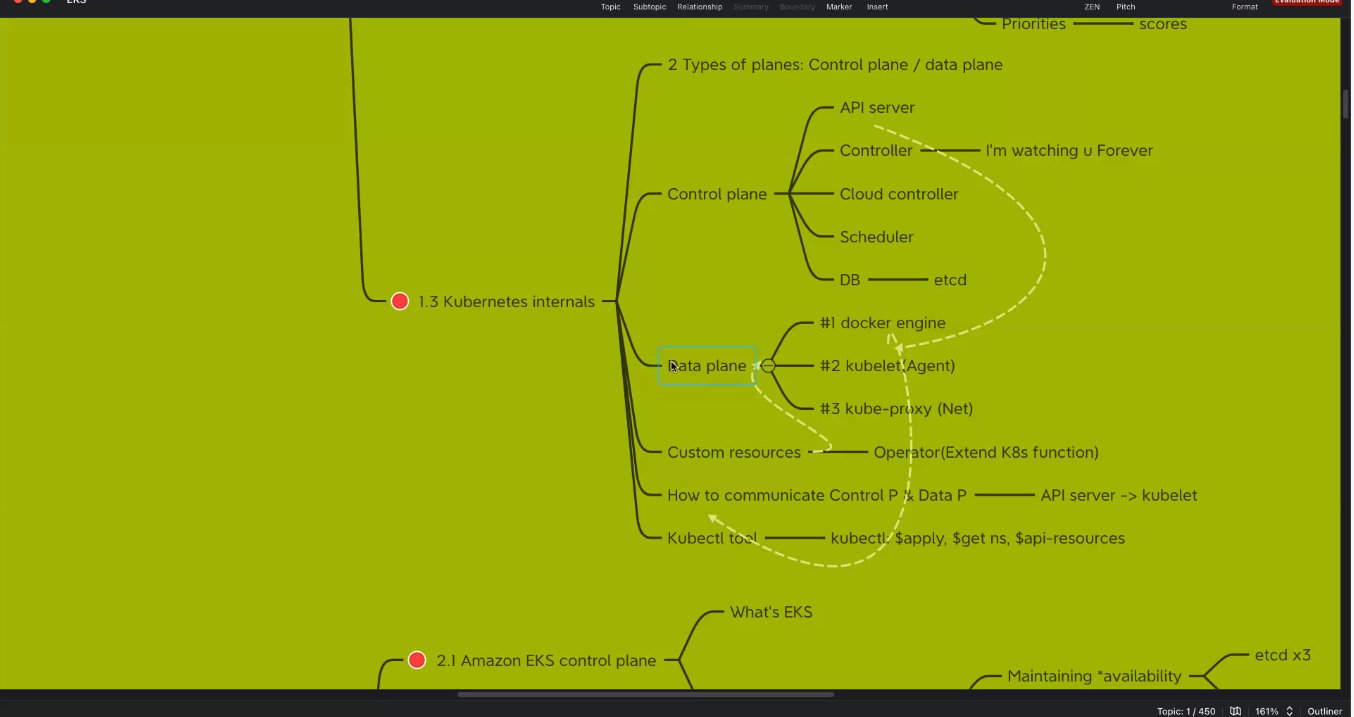 EKS
Topic Subtopic Relationship Summary Boundary Marker Insert ZEN Pitch Format Evaluation Mode
Priorities scores
2 Types of planes: Control plane / data plane
API server
Controller I'm watching u Forever
Control plane Cloud controller
Scheduler
DB etcd
1.3 Kubernetes internals
#1 docker engine
Data plane #2 kubelet(Agent)
#3 kube-proxy (Net)
Custom resources Operator(Extend K8s function)
How to communicate Control P & Data P API server -> kubelet
Kubectl tool kubectl: $apply, $get ns, $api-resources
What's EKS
2.1 Amazon EKS control plane
etcd x3
Maintaining *availability
Topic: 1 / 450 161% Outliner